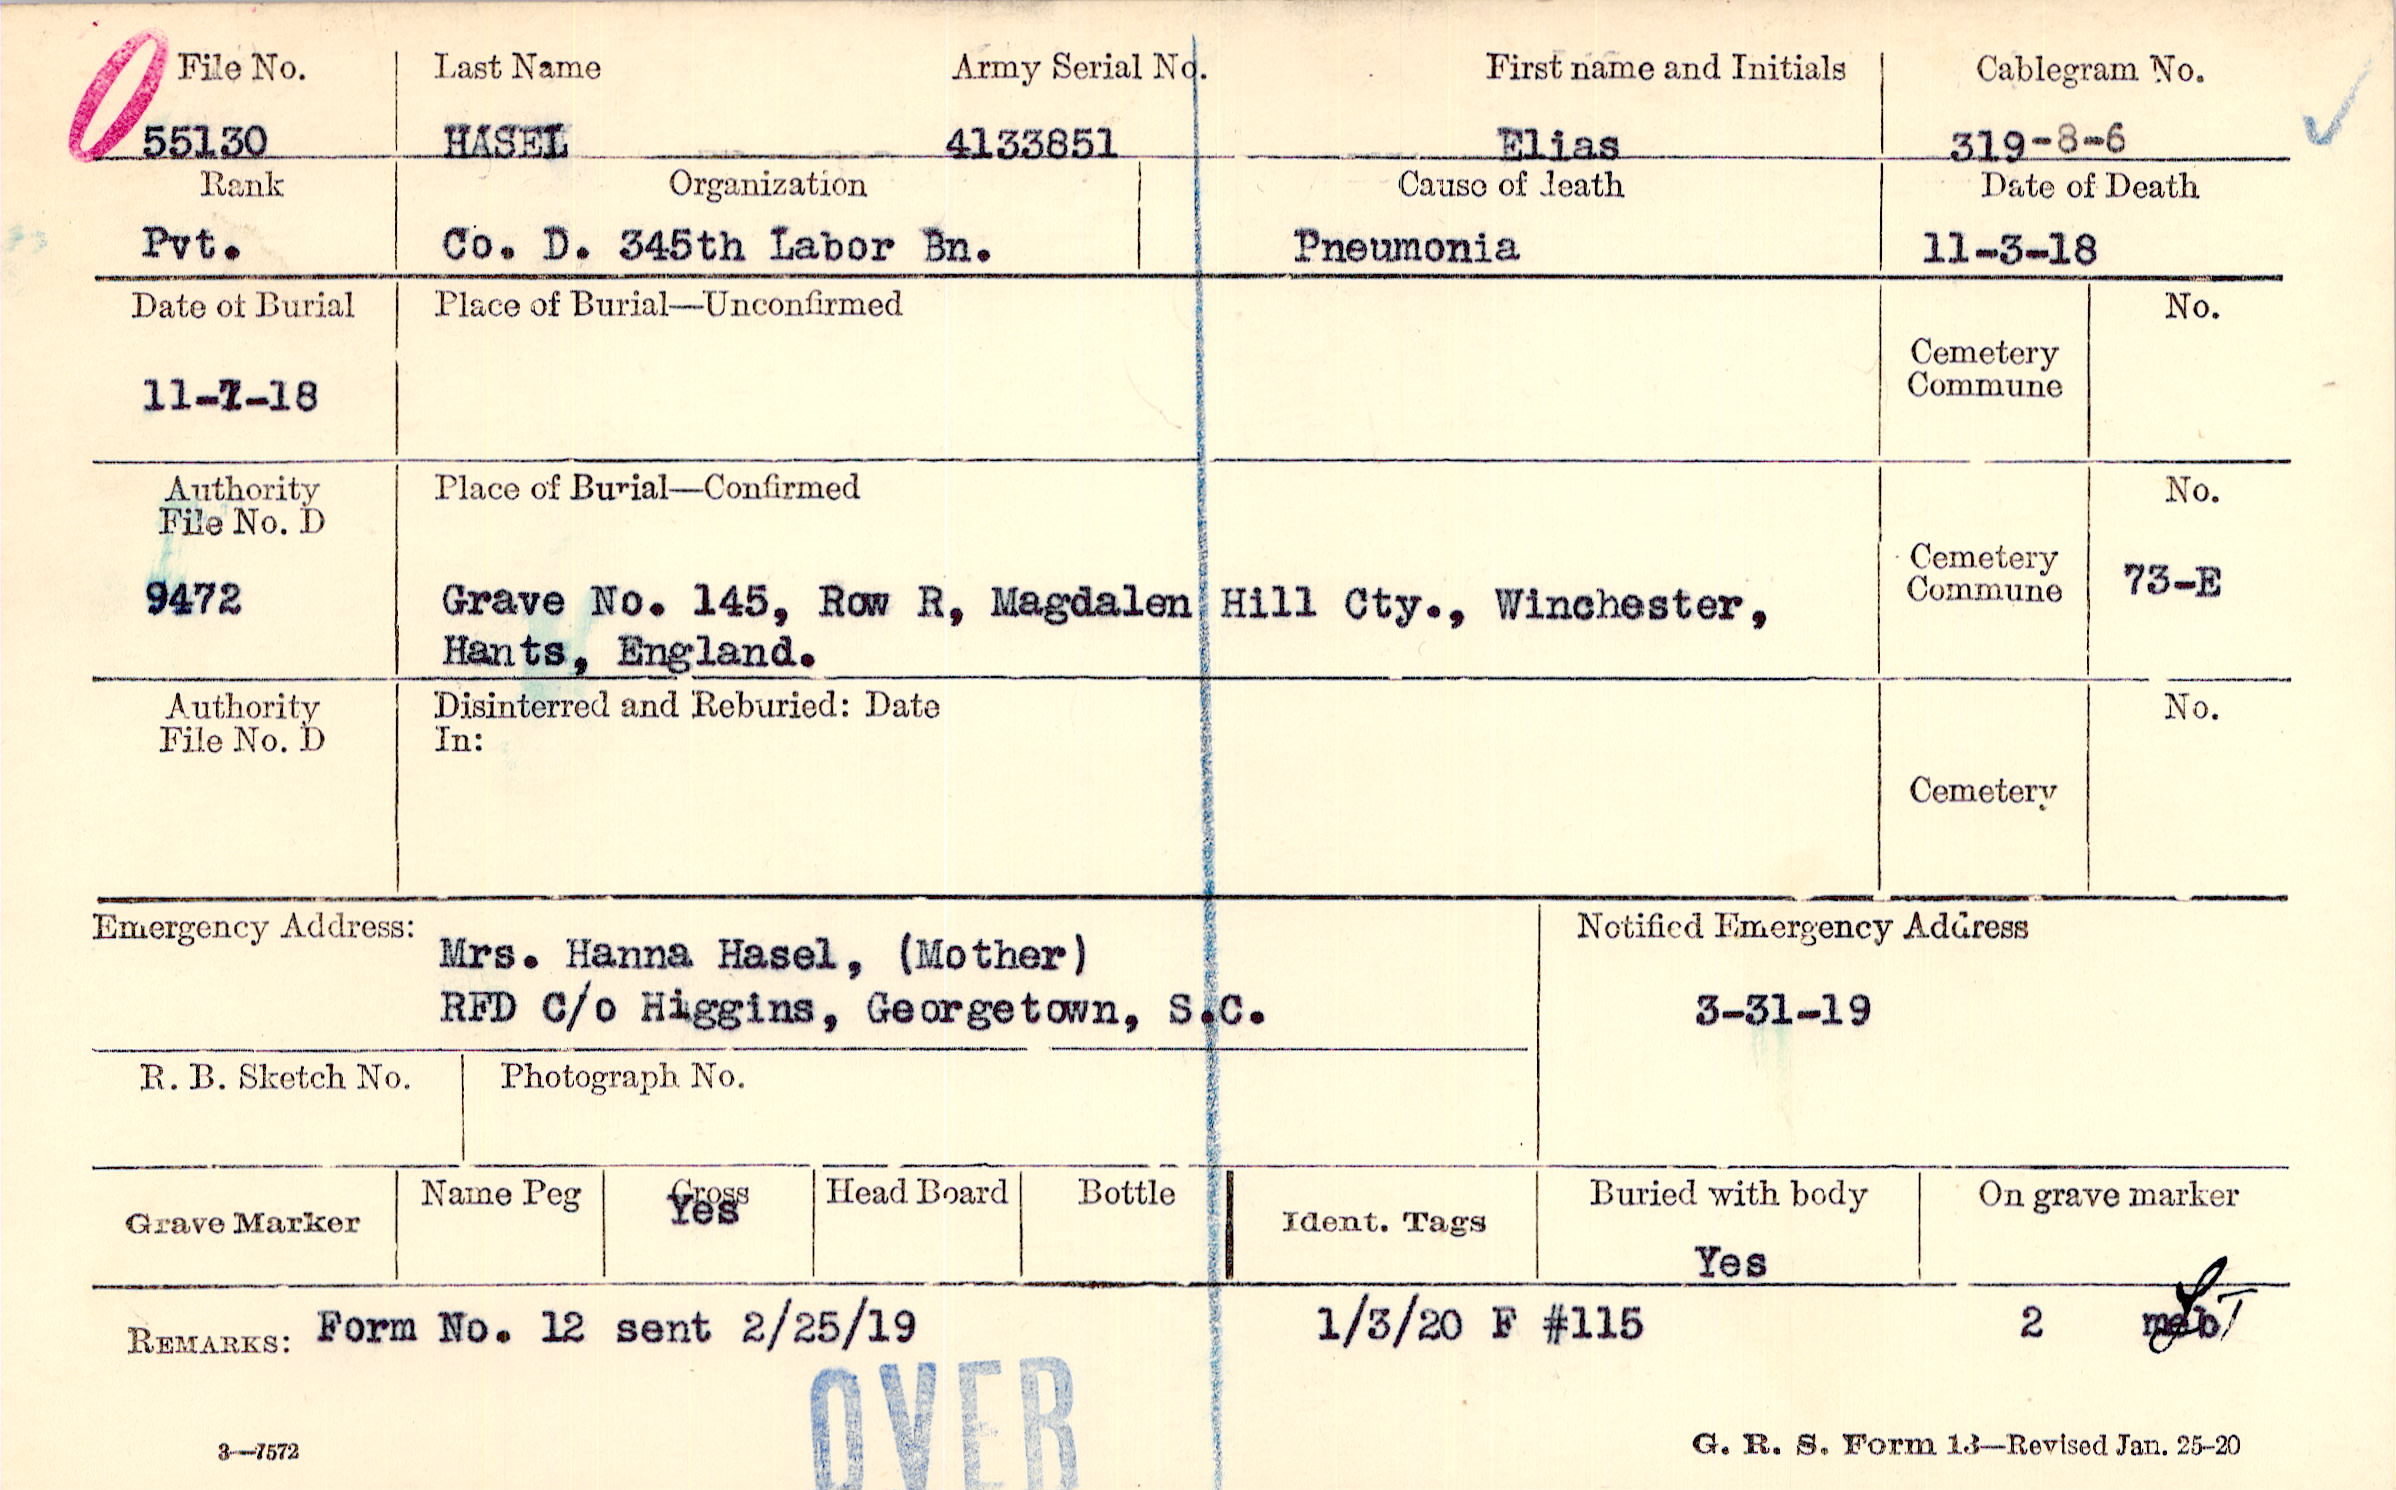 File No. Last Name Army Serial No. First name and Initials Cablegram No.
55130 HASEL 4133851 Elias 319-8-6
Rank Organization Cause of death Date of Death
Pvt. Co. D. 345th Labor Bn. Pneumonia 11-3-18
Date of Burial Place of Burial—Unconfirmed No.
Cemetery
Commune
11-7-18
Authority Place of Burial—Confirmed No.
File No. D
Cemetery
Commune 73-E
9472 Grave No. 145, Row R, Magdalen Hill Cty., Winchester,
Hants, England.
Authority Disinterred and Reburied: Date No.
File No. D In:
Cemetery
Emergency Address: Notified Emergency Address
Mrs. Hanna Hasel, (Mother)
RFD C/o Higgins, Georgetown, S.C. 3-31-19
R. B. Sketch No. Photograph No.
Grave Marker Name Peg Cross Head Board Bottle Ident. Tags Buried with body On grave marker
Yes Yes
REMARKS: Form No. 12 sent 2/25/19 1/3/20 F #115 2
OVER
3—7572 G. R. S. Form 13—Revised Jan. 25-20